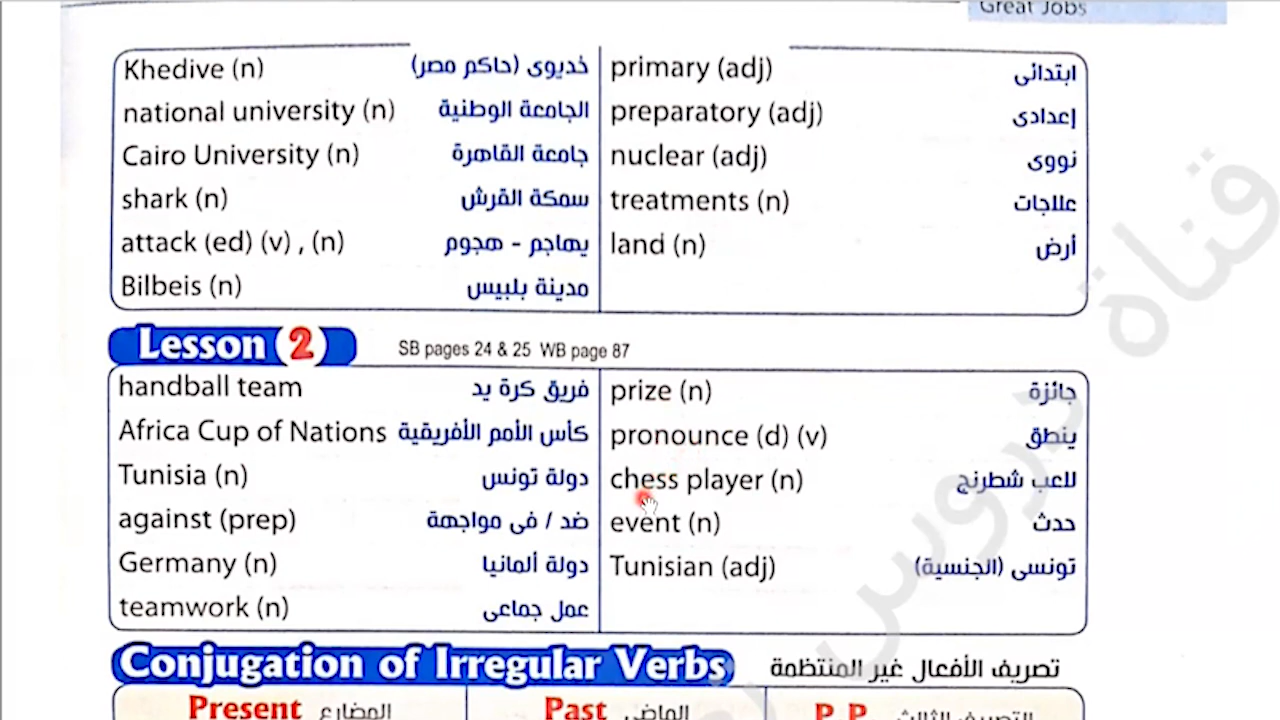 Great Jobs
Khedive (n) خديوى (حاكم مصر)
national university (n) الجامعة الوطنية
Cairo University (n) جامعة القاهرة
shark (n) سمكة القرش
attack (ed) (v) , (n) يهاجم - هجوم
Bilbeis (n) مدينة بلبيس
primary (adj) ابتدائى
preparatory (adj) إعدادى
nuclear (adj) نووى
treatments (n) علاجات
land (n) أرض
Lesson 2 SB pages 24 & 25 WB page 87
handball team فريق كرة يد
Africa Cup of Nations كأس الأمم الأفريقية
Tunisia (n) دولة تونس
against (prep) ضد / فى مواجهة
Germany (n) دولة ألمانيا
teamwork (n) عمل جماعى
prize (n) جائزة
pronounce (d) (v) ينطق
chess player (n) للاعب شطرنج
event (n) حدث
Tunisian (adj) تونسى (الجنسية)
Conjugation of Irregular Verbs تصريف الأفعال غير المنتظمة
Present المضارع Past الماضى P.P. التصريف الثالث
قناة دروس